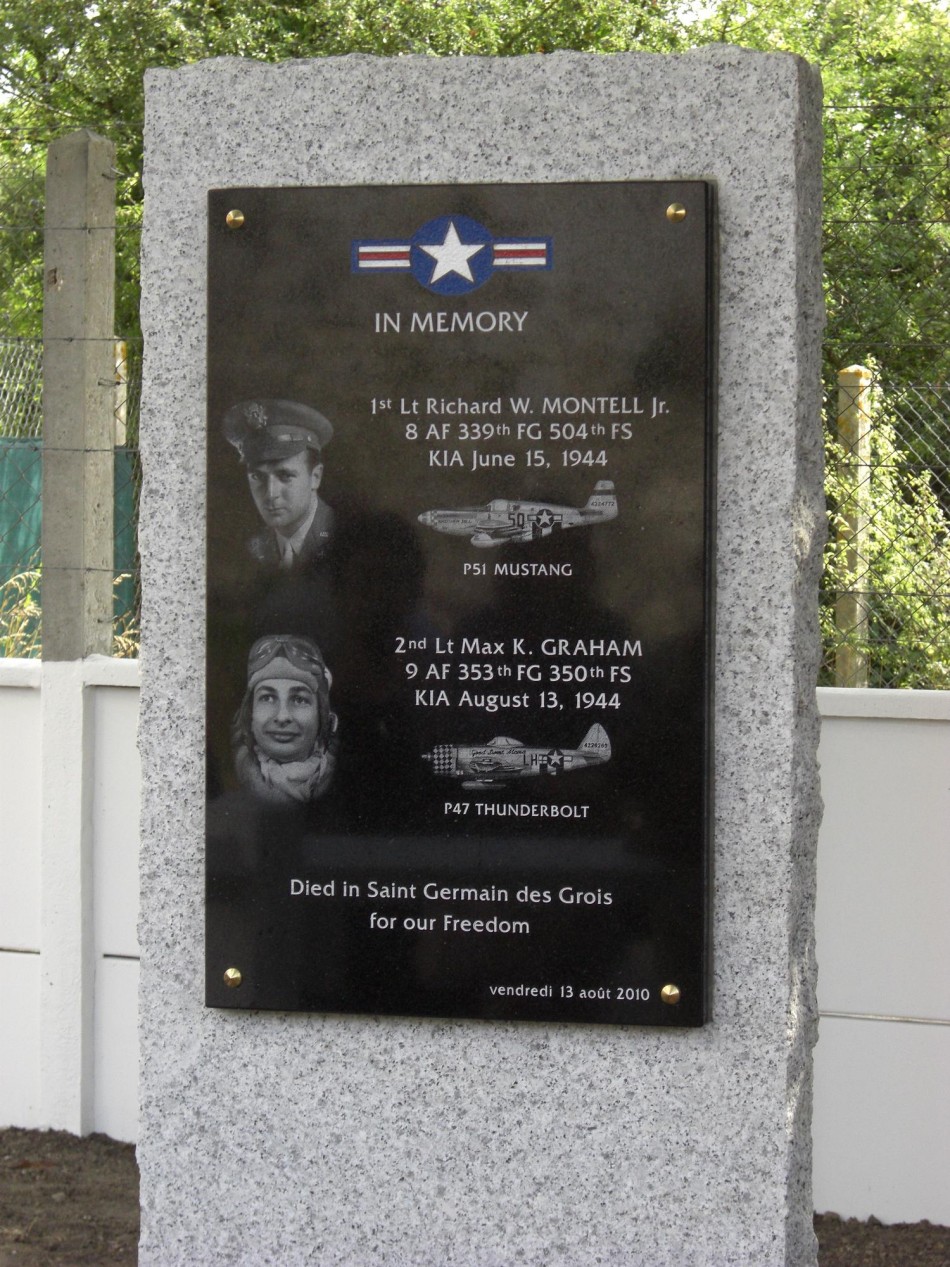 IN MEMORY
1st Lt Richard W. MONTELL Jr.
8 AF 339th FG 504th FS
KIA June 15, 1944
P51 MUSTANG
2nd Lt Max K. GRAHAM
9 AF 353th FG 350th FS
KIA August 13, 1944
LH
P47 THUNDERBOLT
Died in Saint Germain des Grois
for our Freedom
vendredi 13 août 2010